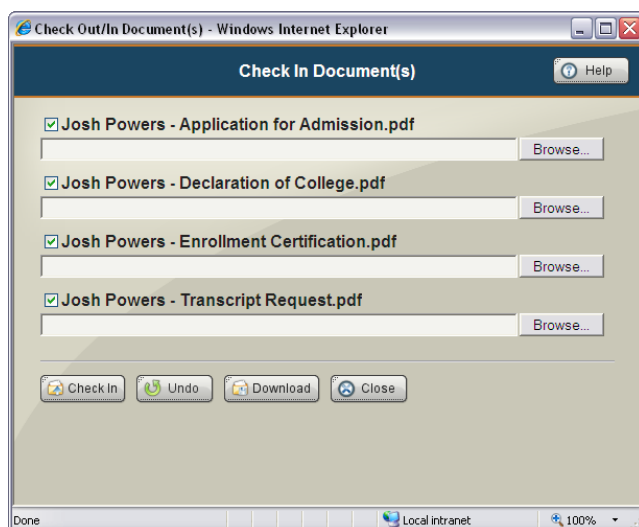 Check Out/In Document(s) - Windows Internet Explorer
Check In Document(s)
Help
Josh Powers - Application for Admission.pdf
Browse...
Josh Powers - Declaration of College.pdf
Browse...
Josh Powers - Enrollment Certification.pdf
Browse...
Josh Powers - Transcript Request.pdf
Browse...
Check In Undo Download Close
Done Local intranet 100%